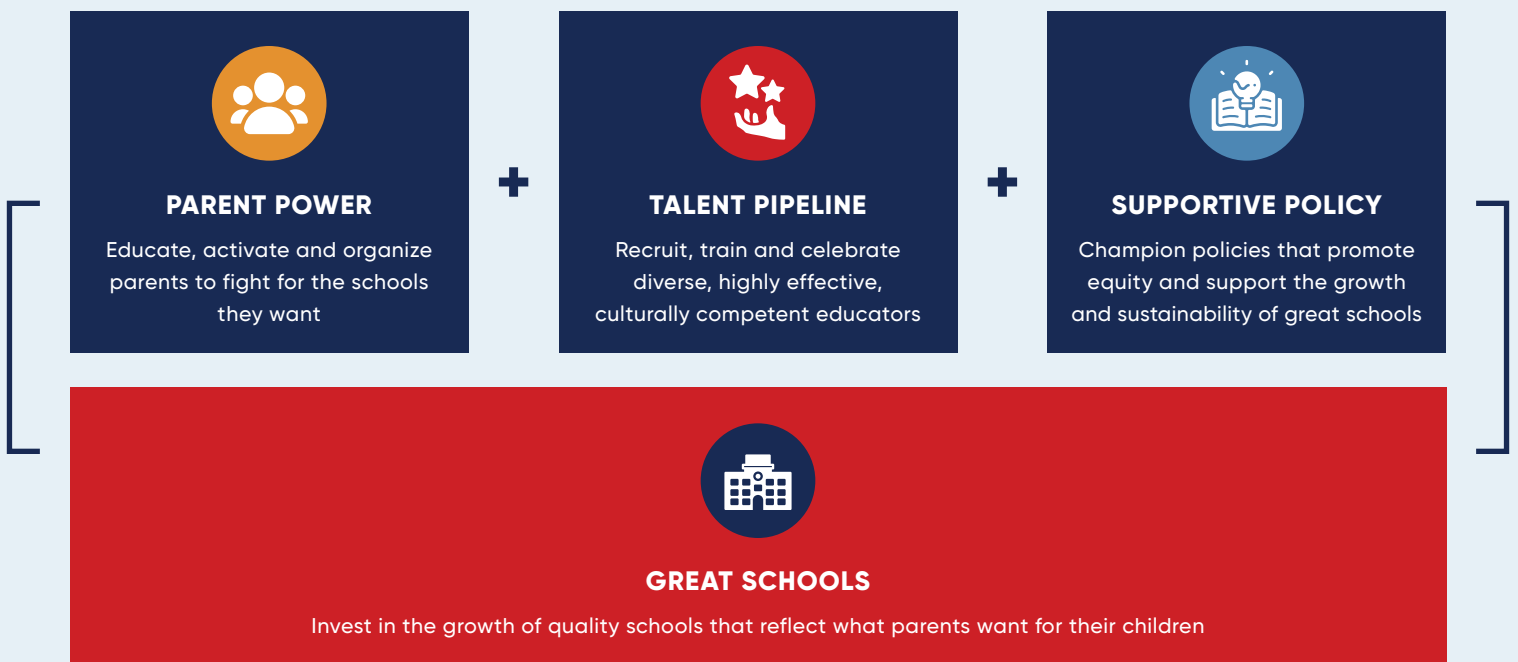 PARENT POWER
Educate, activate and organize
parents to fight for the schools
they want
+
TALENT PIPELINE
Recruit, train and celebrate
diverse, highly effective,
culturally competent educators
+
SUPPORTIVE POLICY
Champion policies that promote
equity and support the growth
and sustainability of great schools
GREAT SCHOOLS
Invest in the growth of quality schools that reflect what parents want for their children